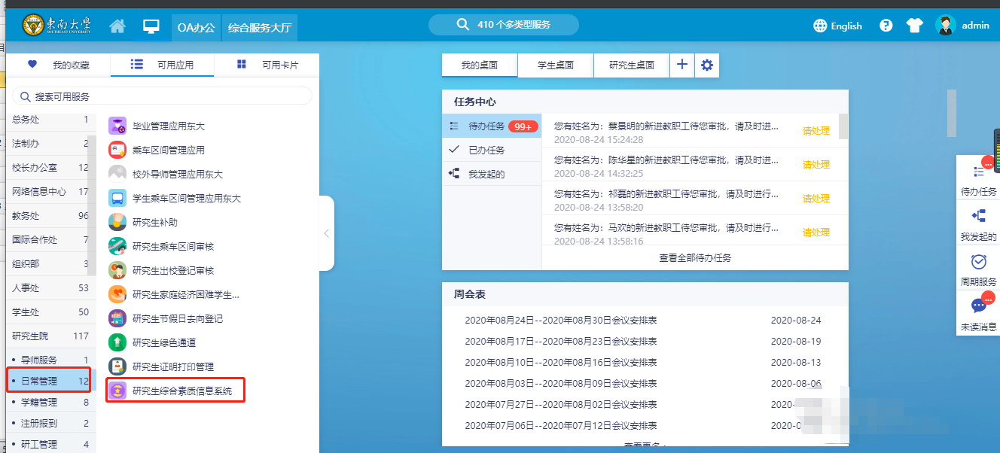 東南大學
SOUTHEAST UNIVERSITY
OA办公
综合服务大厅
410 个多类型服务
English
admin
我的收藏
可用应用
可用卡片
搜索可用服务
总务处 1
法制办 2
校长办公室 12
网络信息中心 17
教务处 96
国际合作处 7
组织部 3
人事处 53
学生处 50
研究生院 117
• 导师服务 1
• 日常管理 12
• 学籍管理 8
• 注册报到 2
• 研工管理 4
毕业管理应用东大
乘车区间管理应用
校外导师管理应用东大
学生乘车区间管理应用东大
研究生补助
研究生乘车区间审核
研究生出校登记审核
研究生家庭经济困难学生...
研究生节假日去向登记
研究生绿色通道
研究生证明打印管理
研究生综合素质信息系统
我的桌面
学生桌面
研究生桌面
任务中心
待办任务 99+
已办任务
我发起的
您有姓名为：蔡景明的新进教职工待您审批，请及时进...
2020-08-24 15:24:28
请处理
您有姓名为：陈华星的新进教职工待您审批，请及时进...
2020-08-24 14:32:25
请处理
您有姓名为：祁磊的新进教职工待您审批，请及时进行...
2020-08-24 13:58:20
请处理
您有姓名为：马欢的新进教职工待您审批，请及时进行...
2020-08-24 13:58:16
请处理
查看全部待办任务
周会表
2020年08月24日--2020年08月30日会议安排表 2020-08-24
2020年08月17日--2020年08月23日会议安排表 2020-08-19
2020年08月10日--2020年08月16日会议安排表 2020-08-13
2020年08月03日--2020年08月09日会议安排表 2020-08-06
2020年07月27日--2020年08月02日会议安排表 2020-
2020年07月06日--2020年07月12日会议安排表 2020-0
查看更多
待办任务
我发起的
周期服务
未读消息